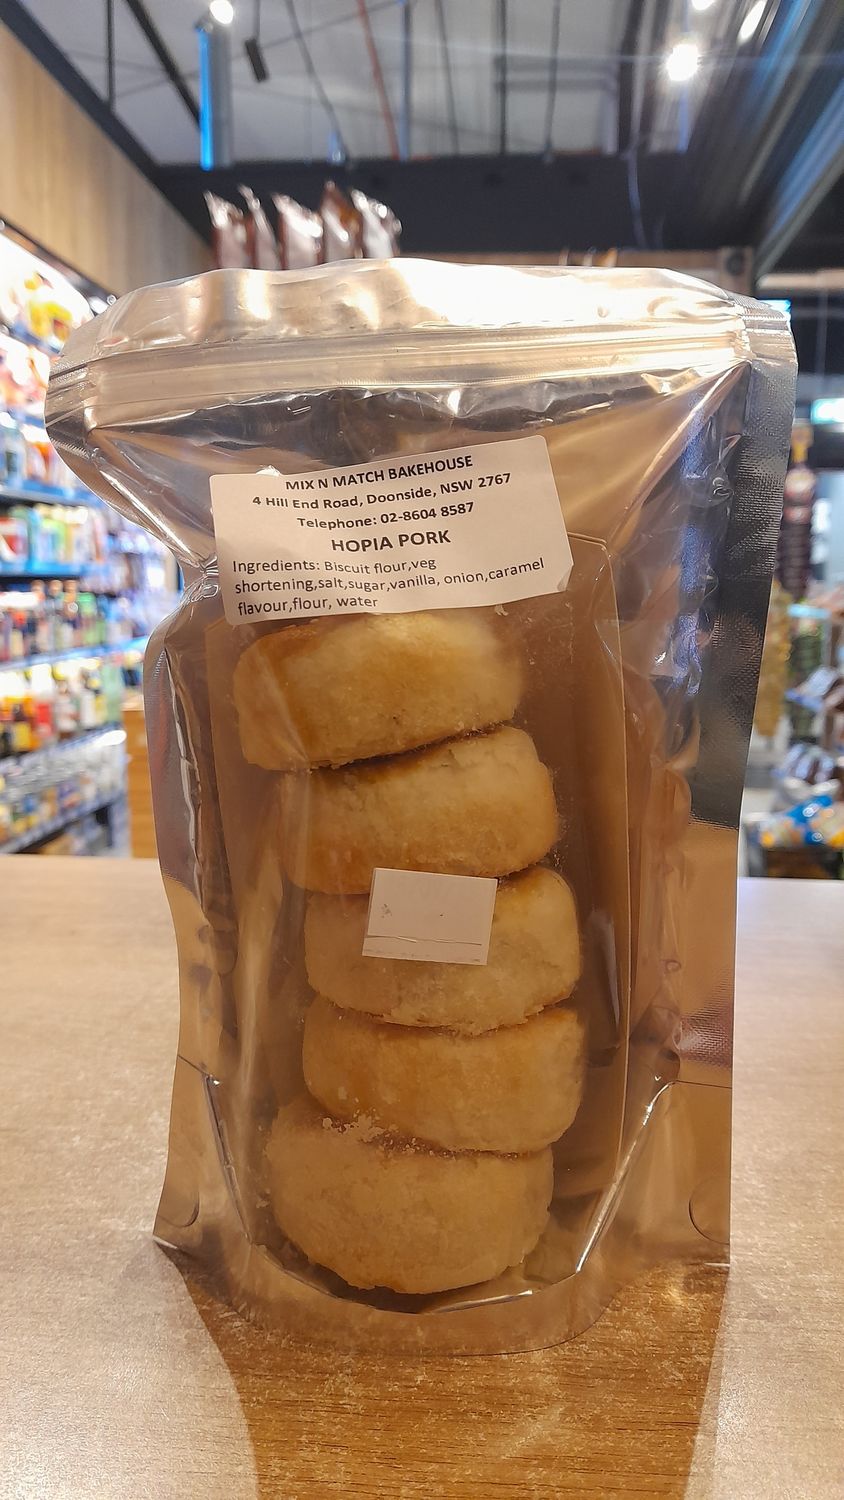 MIX N MATCH BAKEHOUSE
4 Hill End Road, Doonside, NSW 2767
Telephone: 02-8604 8587
HOPIA PORK
Ingredients: Biscuit flour,veg
shortening,salt,sugar,vanilla, onion,caramel
flavour,flour, water